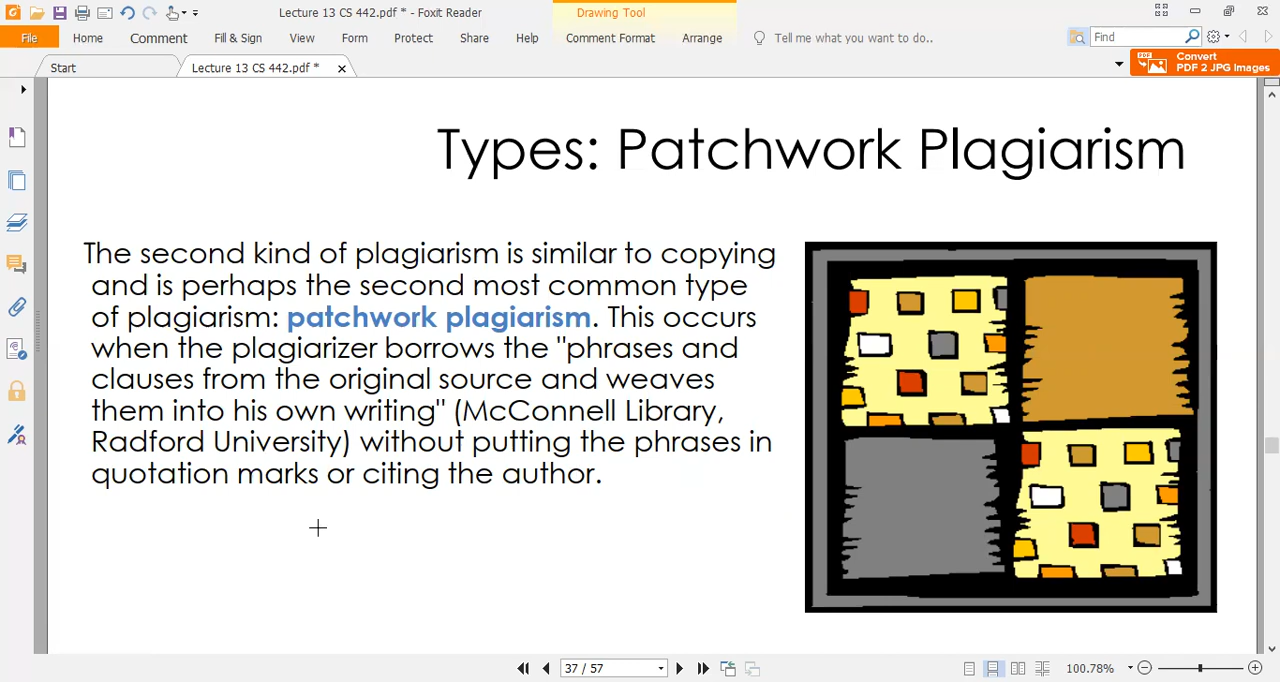 Lecture 13 CS 442.pdf * - Foxit Reader
Drawing Tool
File
Home
Comment
Fill & Sign
View
Form
Protect
Share
Help
Comment Format
Arrange
Tell me what you want to do..
Find
Start
Lecture 13 CS 442.pdf *
Convert
PDF 2 JPG Images
Types: Patchwork Plagiarism
The second kind of plagiarism is similar to copying
and is perhaps the second most common type
of plagiarism: patchwork plagiarism. This occurs
when the plagiarizer borrows the "phrases and
clauses from the original source and weaves
them into his own writing" (McConnell Library,
Radford University) without putting the phrases in
quotation marks or citing the author.
37 / 57
100.78%